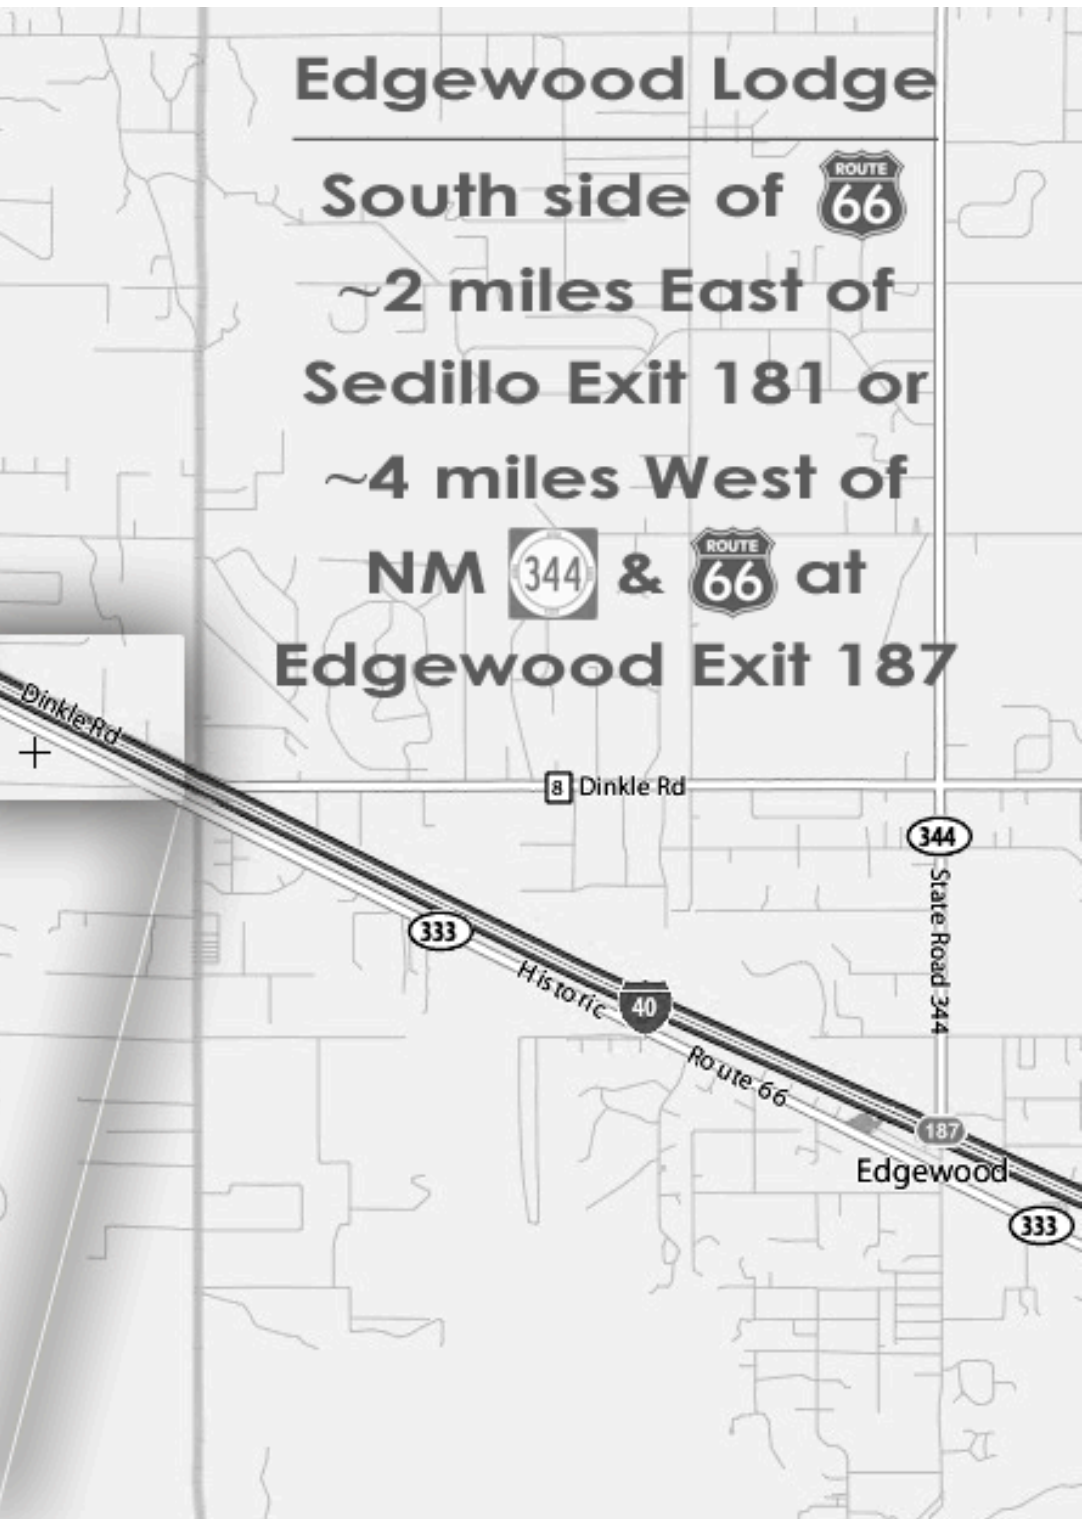 Edgewood Lodge
South side of ROUTE 66
~2 miles East of
Sedillo Exit 181 or
~4 miles West of
NM 344 & ROUTE 66 at
Edgewood Exit 187
Dinkle Rd
8 Dinkle Rd
344
State Road 344
333
Historic
40
Route 66
187
Edgewood
333